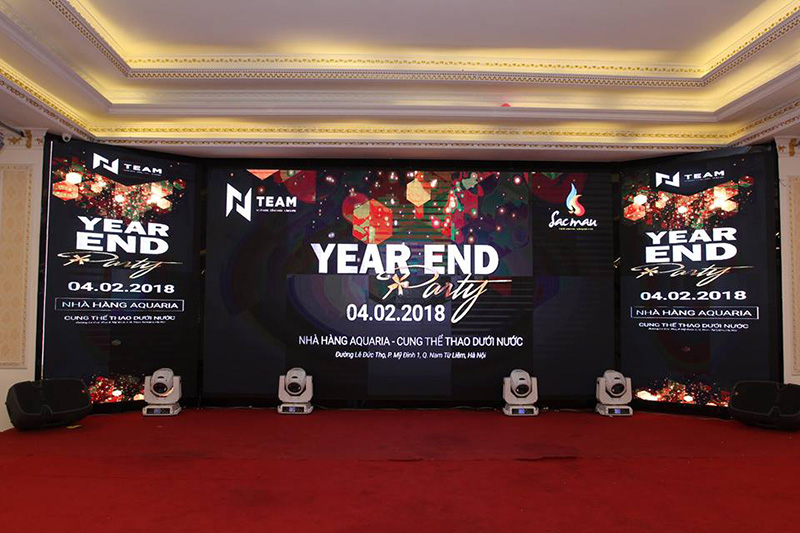 N TEAM
YEAR
END
Party
04.02.2018
NHÀ HÀNG AQUARIA
CUNG THỂ THAO DƯỚI NƯỚC
N TEAM
Sac mau
YEAR END
Party
04.02.2018
NHÀ HÀNG AQUARIA - CUNG THỂ THAO DƯỚI NƯỚC
Đường Lê Đức Thọ, P. Mỹ Đình 1, Q. Nam Từ Liêm, Hà Nội
N TEAM
YEAR
END
Party
04.02.2018
NHÀ HÀNG AQUARIA
CUNG THỂ THAO DƯỚI NƯỚC